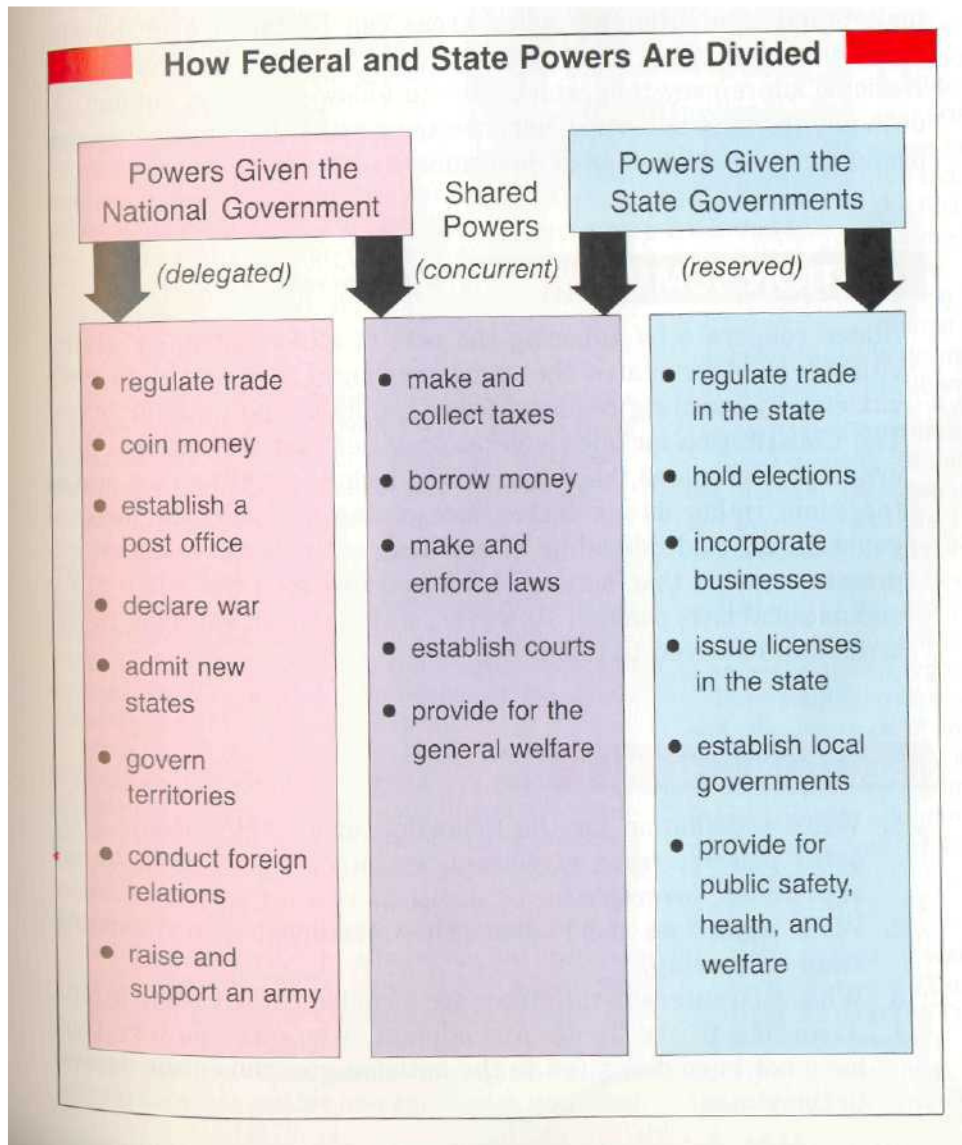 How Federal and State Powers Are Divided
Powers Given the
National Government
Shared
Powers
Powers Given the
State Governments
(delegated)
(concurrent)
(reserved)
• regulate trade
• coin money
• establish a
post office
• declare war
• admit new
states
• govern
territories
• conduct foreign
relations
• raise and
support an army
• make and
collect taxes
• borrow money
• make and
enforce laws
• establish courts
• provide for the
general welfare
• regulate trade
in the state
• hold elections
• incorporate
businesses
• issue licenses
in the state
• establish local
governments
• provide for
public safety,
health, and
welfare